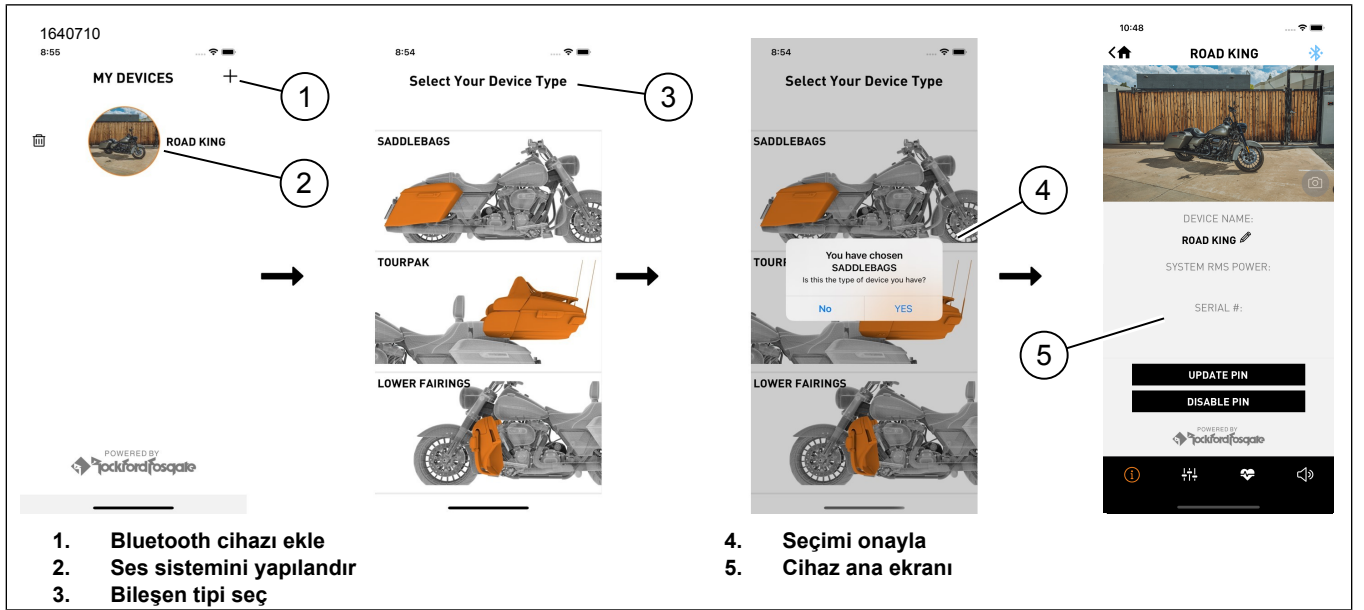 1640710
8:55
MY DEVICES
1
ROAD KING
2
POWERED BY
Rockford Fosgate
8:54
Select Your Device Type
3
SADDLEBAGS
TOURPAK
LOWER FAIRINGS
8:54
Select Your Device Type
SADDLEBAGS
4
You have chosen
SADDLEBAGS
Is this the type of device you have?
No YES
TOURP
LOWER FAIRINGS
10:48
ROAD KING
DEVICE NAME:
ROAD KING
SYSTEM RMS POWER:
SERIAL #:
5
UPDATE PIN
DISABLE PIN
POWERED BY
Rockford Fosgate
1. Bluetooth cihazı ekle
2. Ses sistemini yapılandır
3. Bileşen tipi seç
4. Seçimi onayla
5. Cihaz ana ekranı